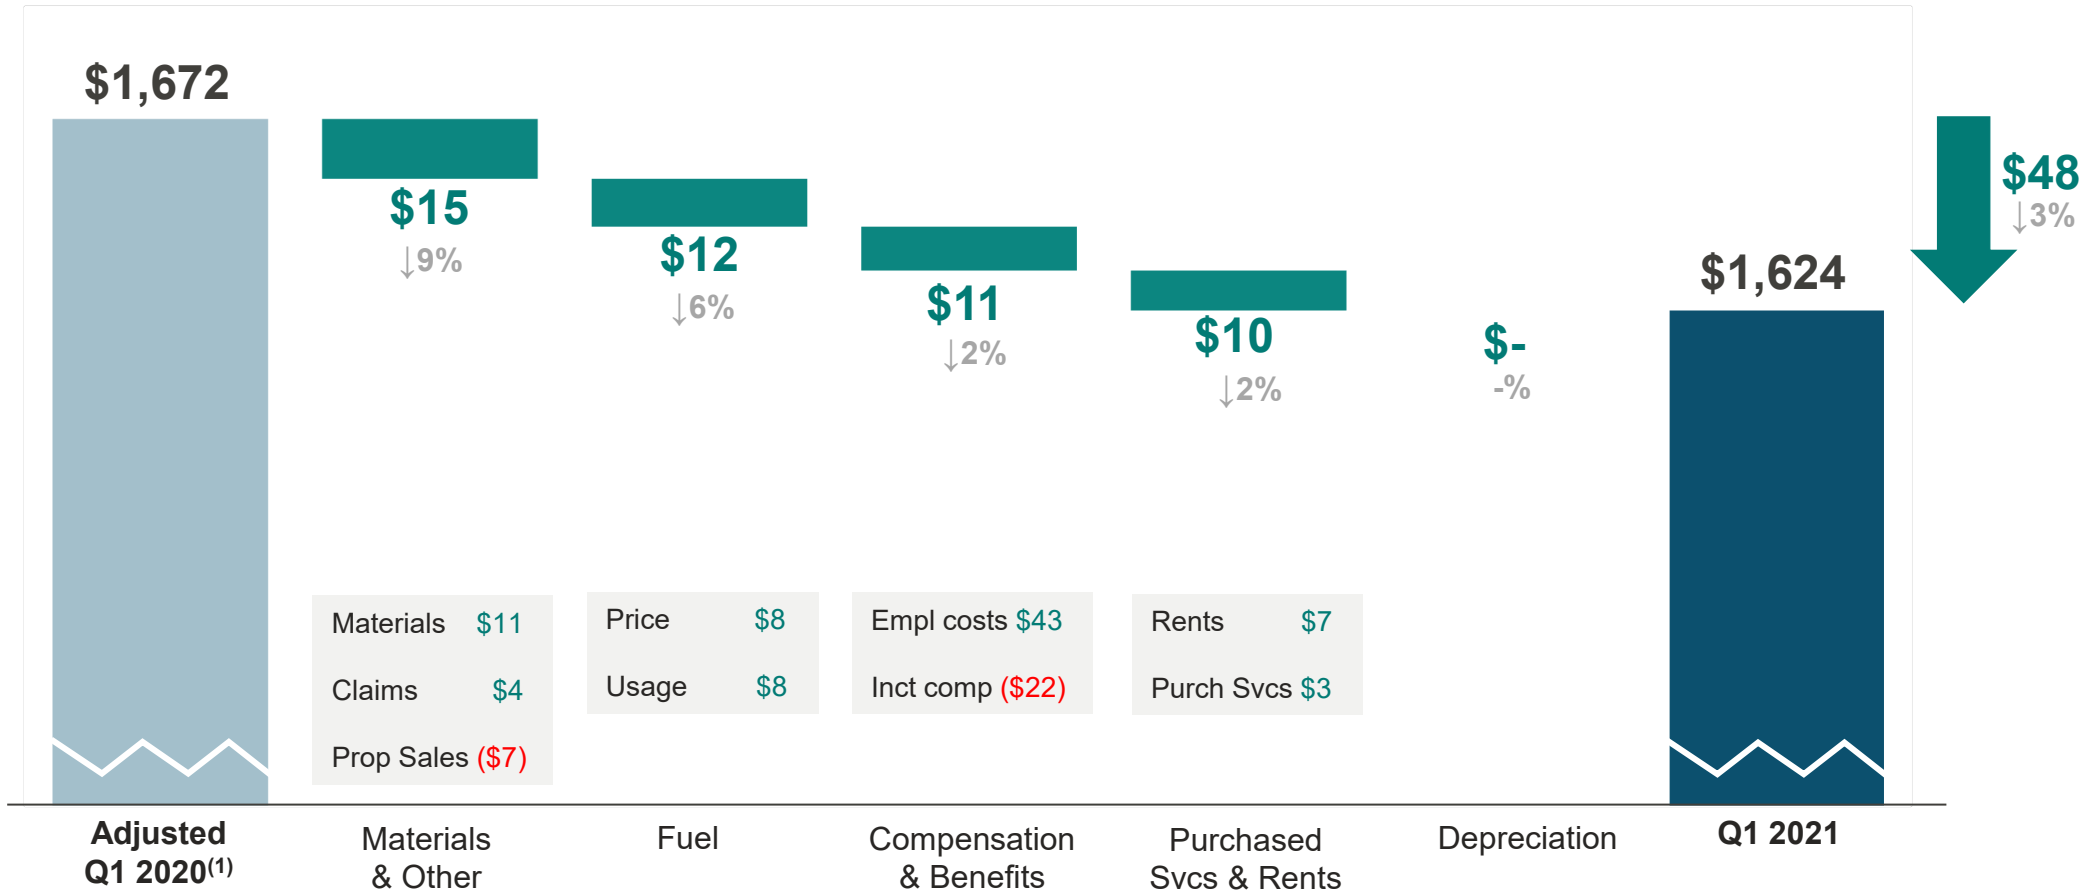 $1,672
$15
↓9%
$12
↓6%
$11
↓2%
$10
↓2%
$-
-%
$1,624
$48
↓3%
Materials $11
Claims $4
Prop Sales ($7)
Price $8
Usage $8
Empl costs $43
Inct comp ($22)
Rents $7
Purch Svcs $3
Adjusted
Q1 2020(1)
Materials
& Other
Fuel
Compensation
& Benefits
Purchased
Svcs & Rents
Depreciation
Q1 2021